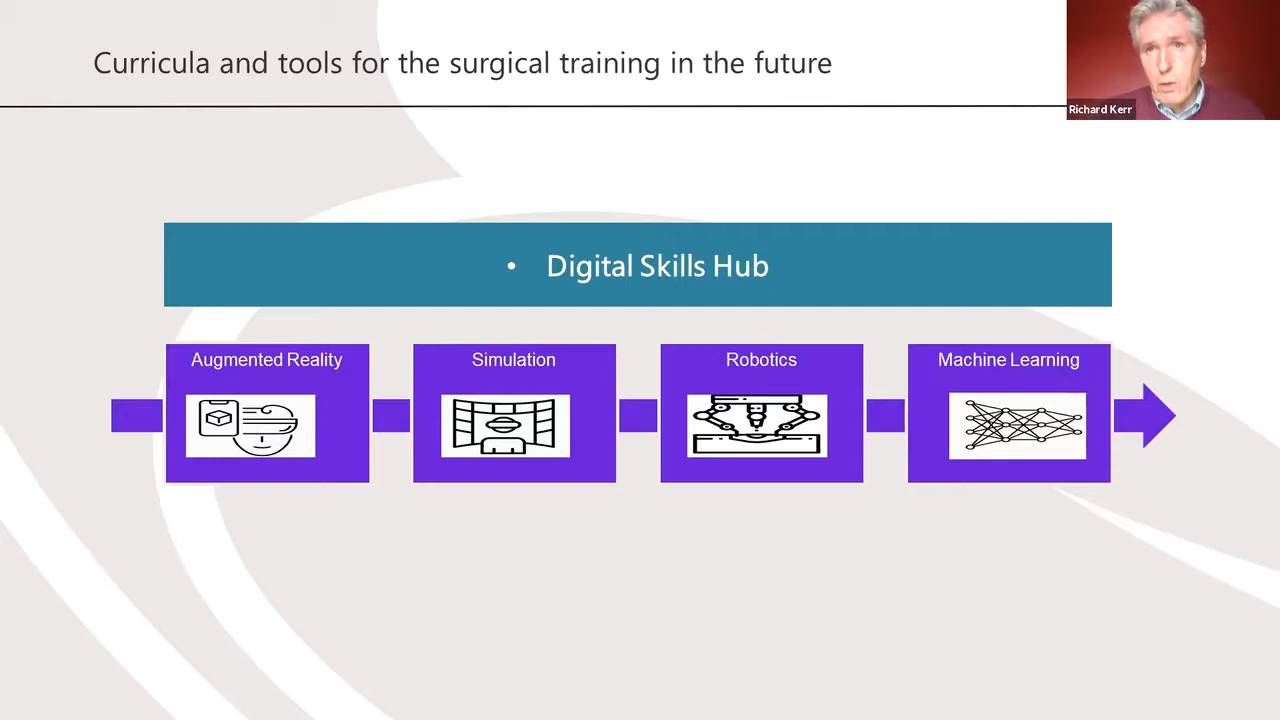 Curricula and tools for the surgical training in the future
Richard Kerr
• Digital Skills Hub
Augmented Reality
Simulation
Robotics
Machine Learning